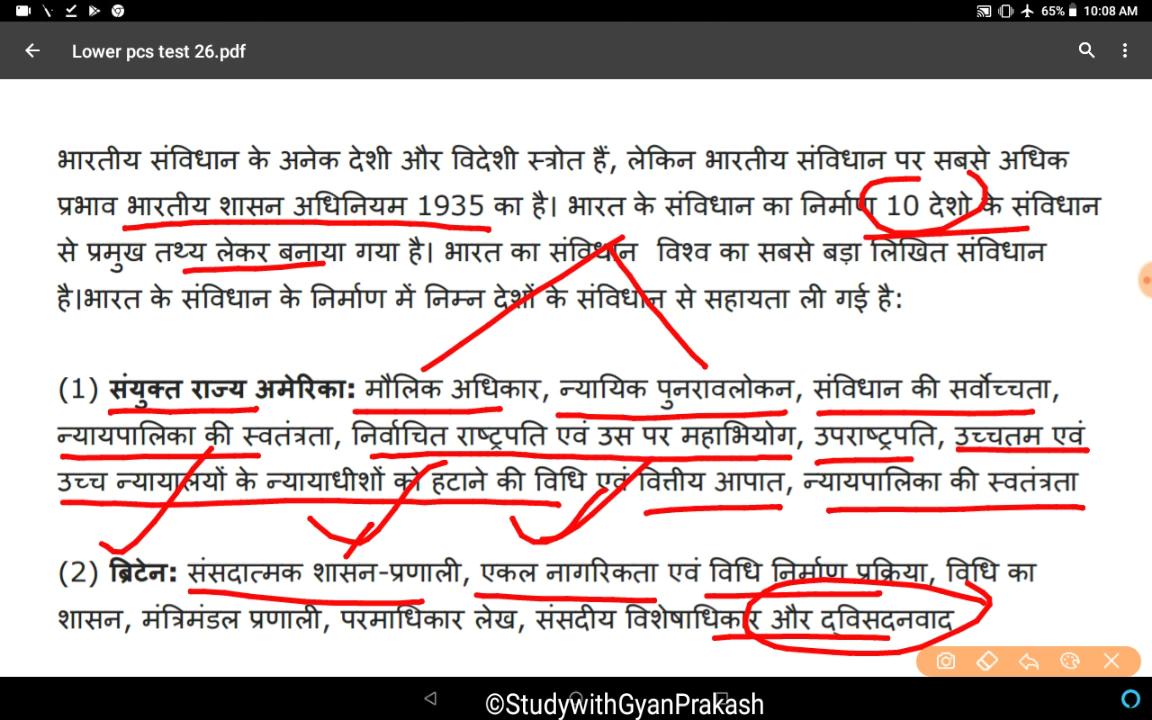 65% 10:08 AM
Lower pcs test 26.pdf
भारतीय संविधान के अनेक देशी और विदेशी स्त्रोत हैं, लेकिन भारतीय संविधान पर सबसे अधिक
प्रभाव भारतीय शासन अधिनियम 1935 का है। भारत के संविधान का निर्माण 10 देशो के संविधान
से प्रमुख तथ्य लेकर बनाया गया है। भारत का संविधान विश्व का सबसे बड़ा लिखित संविधान
है।भारत के संविधान के निर्माण में निम्न देशों के संविधान से सहायता ली गई है:
(1) संयुक्त राज्य अमेरिका: मौलिक अधिकार, न्यायिक पुनरावलोकन, संविधान की सर्वोच्चता,
न्यायपालिका की स्वतंत्रता, निर्वाचित राष्ट्रपति एवं उस पर महाभियोग, उपराष्ट्रपति, उच्चतम एवं
उच्च न्यायालयों के न्यायाधीशों को हटाने की विधि एवं वित्तीय आपात, न्यायपालिका की स्वतंत्रता
(2) ब्रिटेन: संसदात्मक शासन-प्रणाली, एकल नागरिकता एवं विधि निर्माण प्रक्रिया, विधि का
शासन, मंत्रिमंडल प्रणाली, परमाधिकार लेख, संसदीय विशेषाधिकार और द्विसदनवाद
©StudywithGyanPrakash